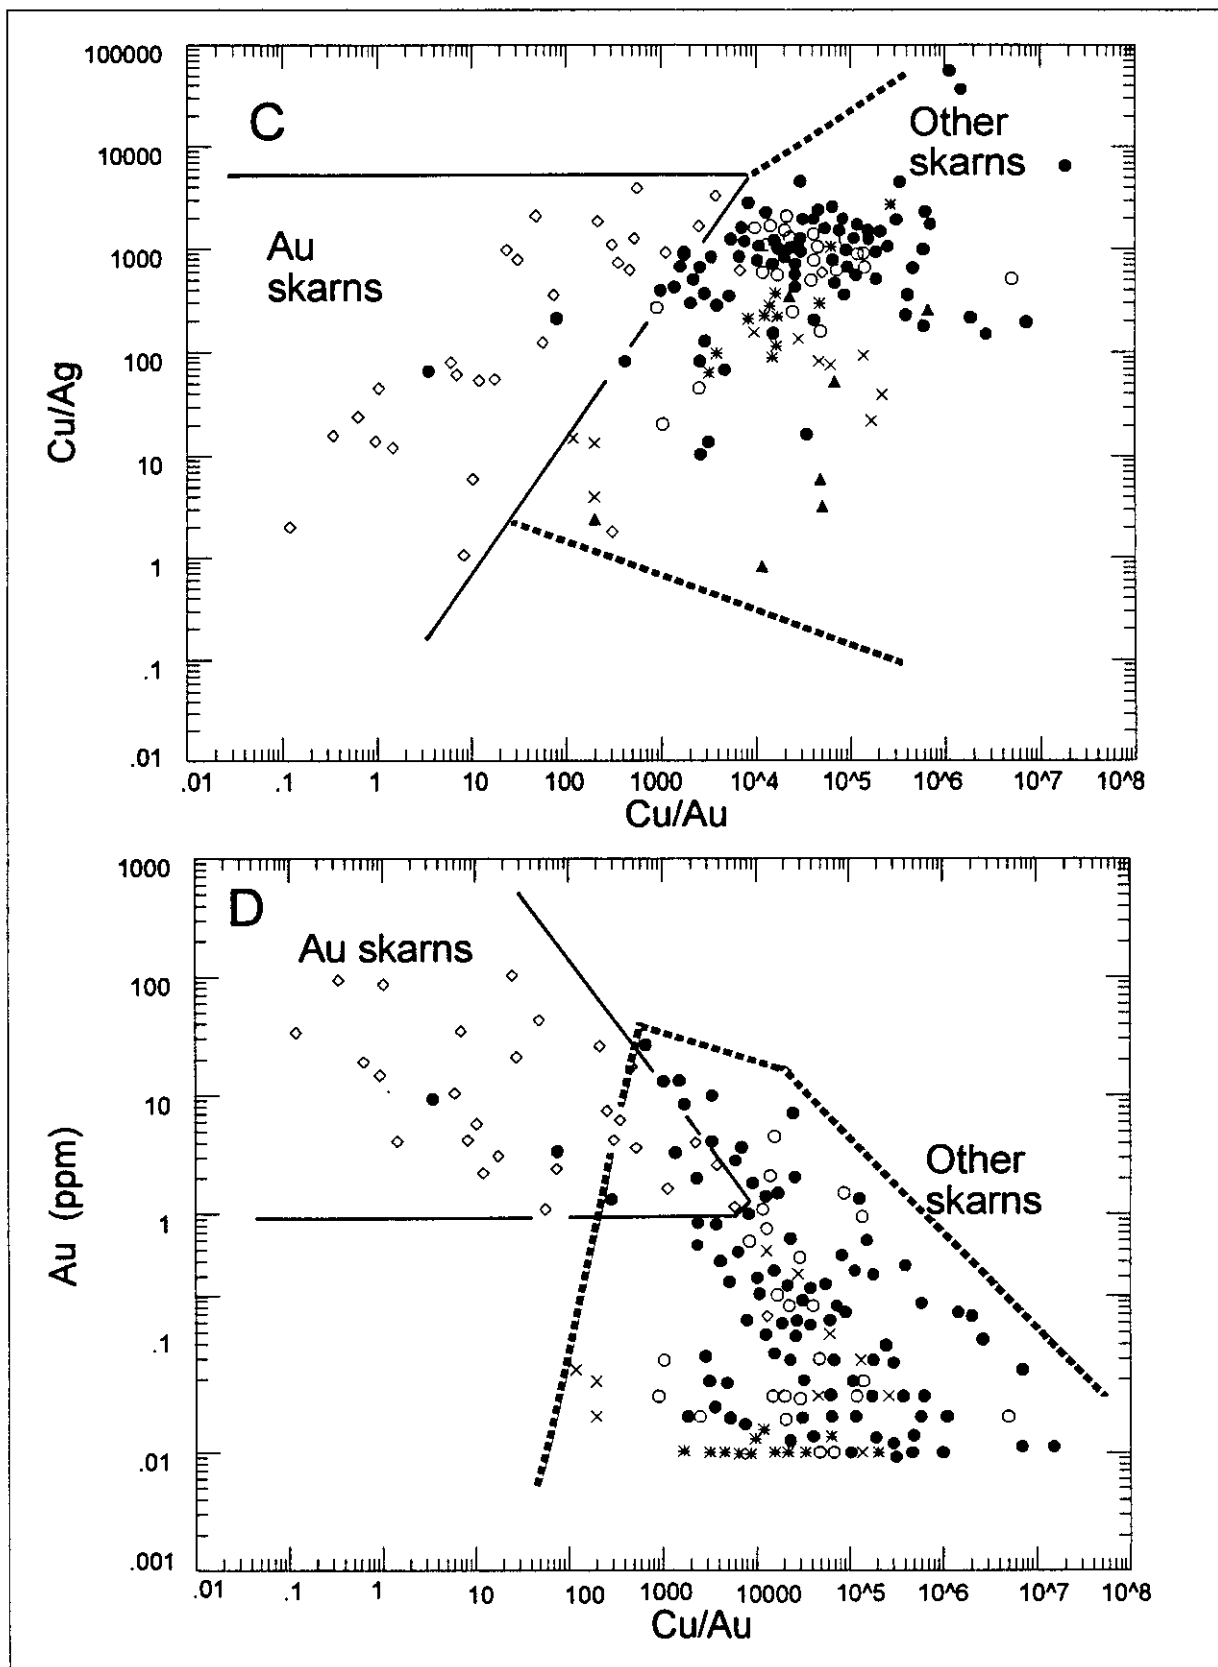 C
Other
skarns
Au
skarns
Cu/Ag
100000
10000
1000
100
10
1
.1
.01
.01 .1 1 10 100 1000 10^4 10^5 10^6 10^7 10^8
Cu/Au
D
Au skarns
Other
skarns
Au (ppm)
1000
100
10
1
.1
.01
.001
.01 .1 1 10 100 1000 10000 10^5 10^6 10^7 10^8
Cu/Au